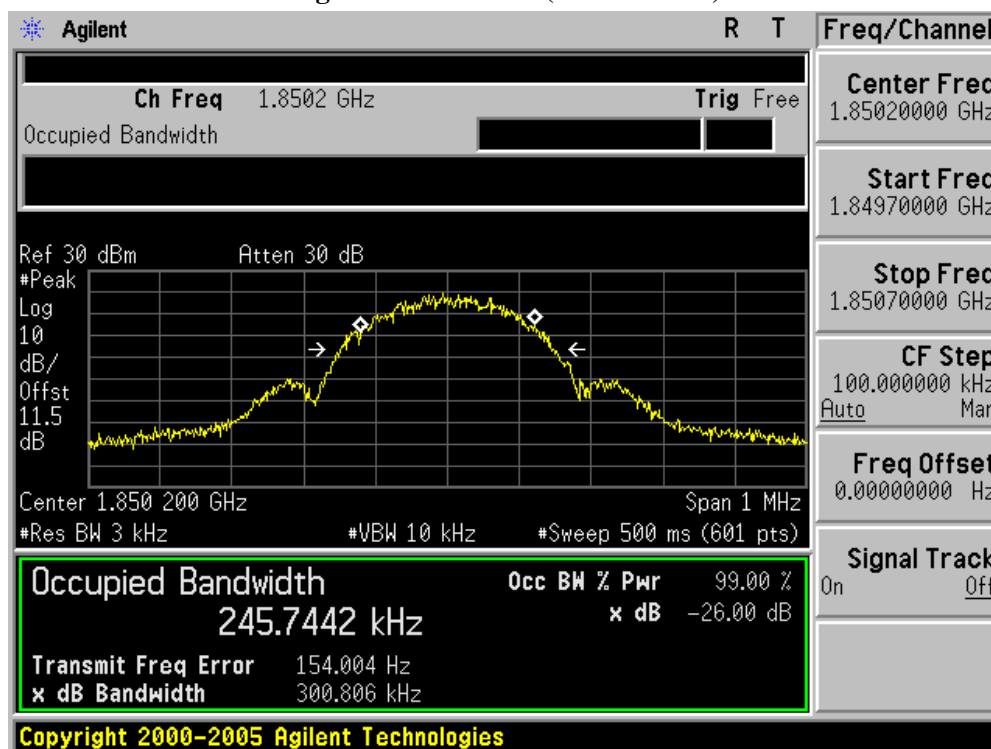 Agilent R T
Freq/Channel
Ch Freq 1.8502 GHz Trig Free
Occupied Bandwidth
Center Freq
1.85020000 GHz
Start Freq
1.84970000 GHz
Stop Freq
1.85070000 GHz
CF Step
100.000000 kHz
Auto Man
Freq Offset
0.00000000 Hz
Signal Track
On Off
Ref 30 dBm Atten 30 dB
#Peak
Log
10
dB/
Offst
11.5
dB
Center 1.850 200 GHz Span 1 MHz
#Res BW 3 kHz #VBW 10 kHz #Sweep 500 ms (601 pts)
Occupied Bandwidth
245.7442 kHz
Occ BW % Pwr 99.00 %
x dB -26.00 dB
Transmit Freq Error 154.004 Hz
x dB Bandwidth 300.806 kHz
Copyright 2000-2005 Agilent Technologies